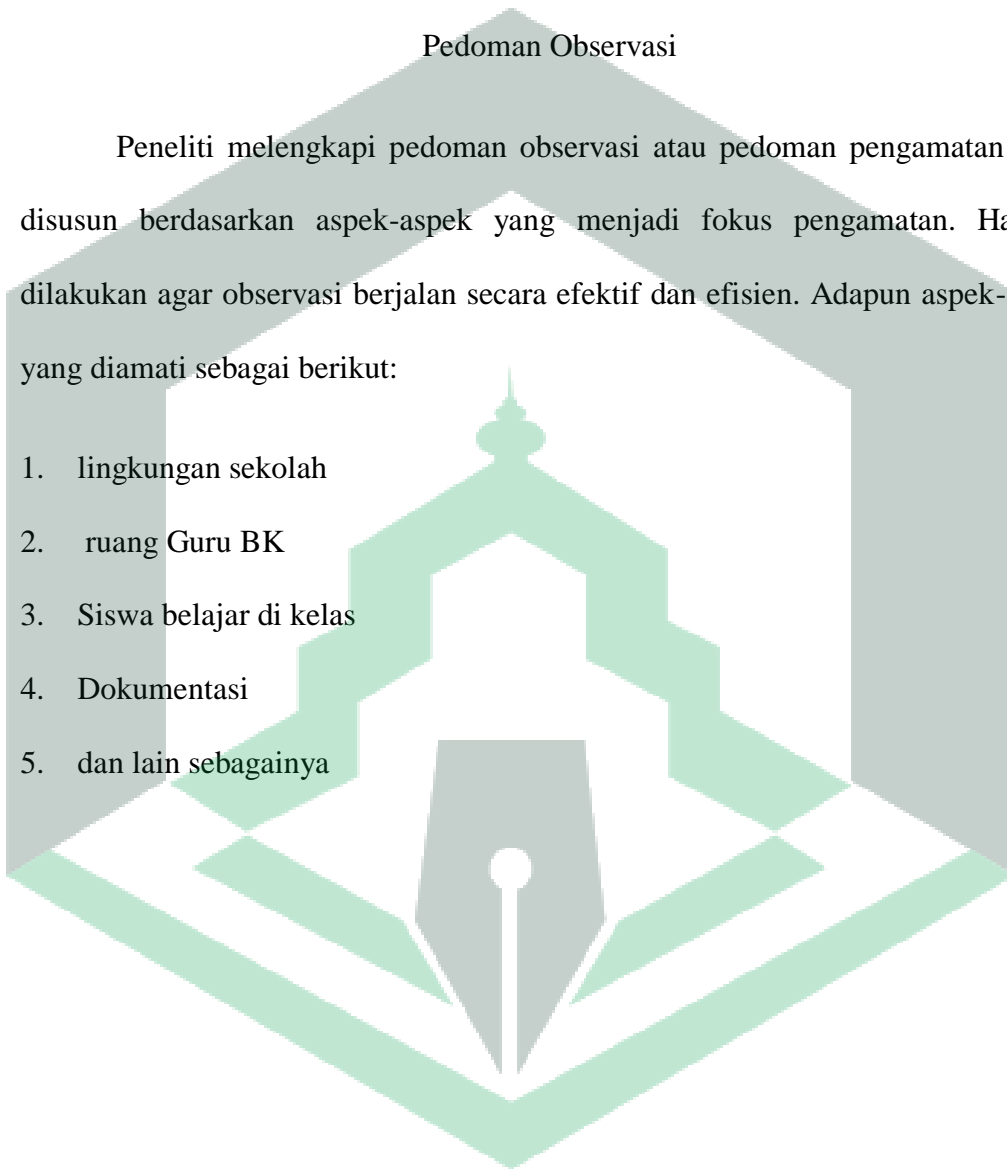 Pedoman Observasi
Peneliti melengkapi pedoman observasi atau pedoman pengamatan
disusun berdasarkan aspek-aspek yang menjadi fokus pengamatan. Ha
dilakukan agar observasi berjalan secara efektif dan efisien. Adapun aspek-
yang diamati sebagai berikut:
1. lingkungan sekolah
2. ruang Guru BK
3. Siswa belajar di kelas
4. Dokumentasi
5. dan lain sebagainya